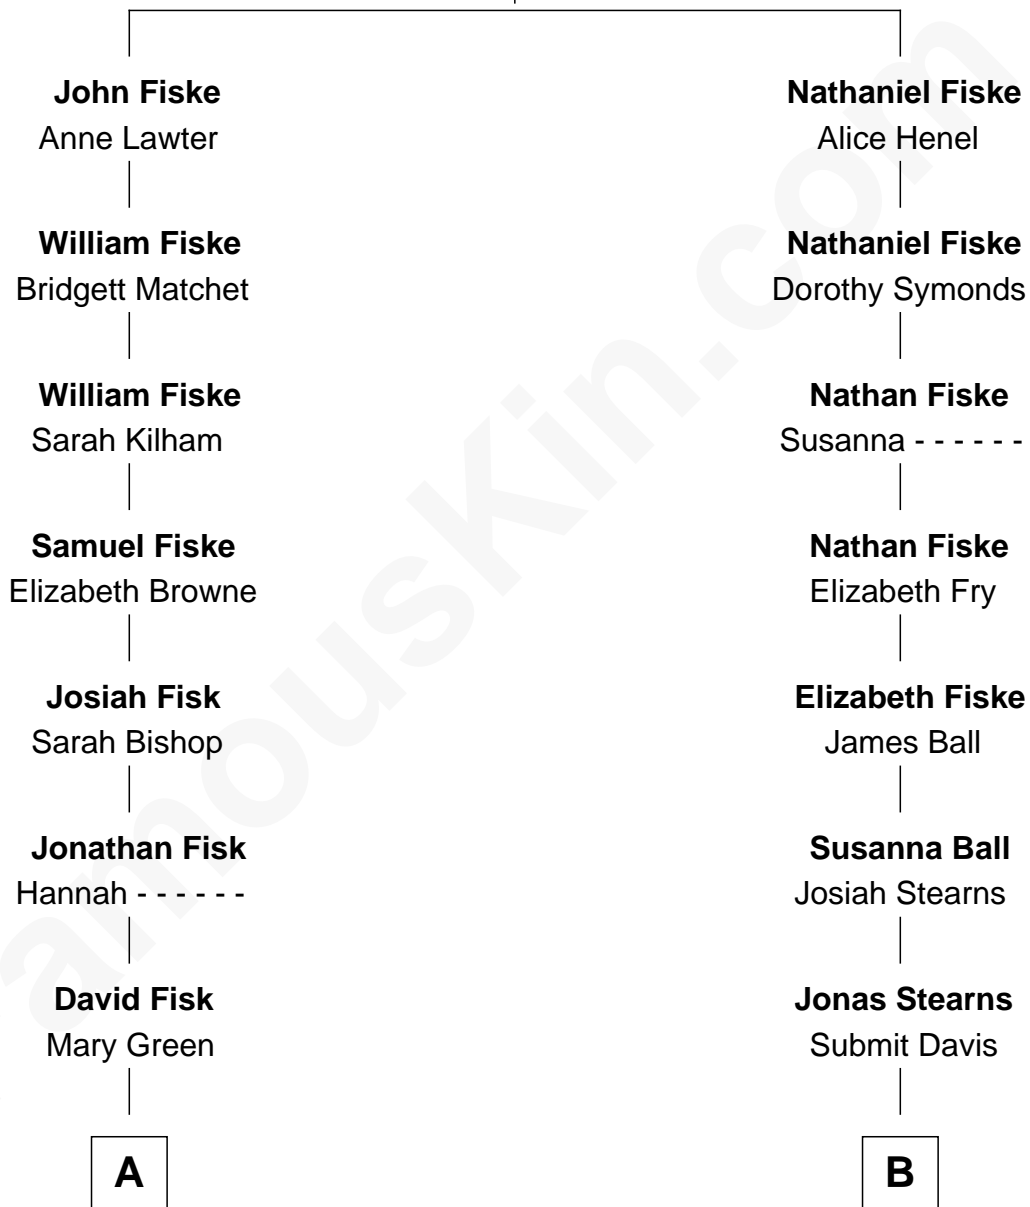 John Fiske
Anne Lawter
William Fiske
Bridgett Matchet
William Fiske
Sarah Kilham
Samuel Fiske
Elizabeth Browne
Josiah Fisk
Sarah Bishop
Jonathan Fisk
Hannah - - - - - -
David Fisk
Mary Green
A
Nathaniel Fiske
Alice Henel
Nathaniel Fiske
Dorothy Symonds
Nathan Fiske
Susanna - - - - - -
Nathan Fiske
Elizabeth Fry
Elizabeth Fiske
James Ball
Susanna Ball
Josiah Stearns
Jonas Stearns
Submit Davis
B
amouskin.com